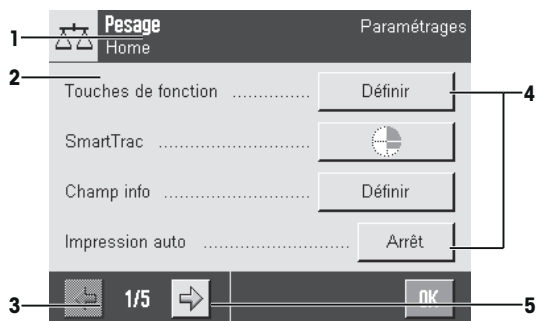 Pesage
Home
Paramétrages
1
2
Touches de fonction .............. Définir
4
SmartTrac
Champ info Définir
Impression auto Arrêt
3
1/5
OK
5